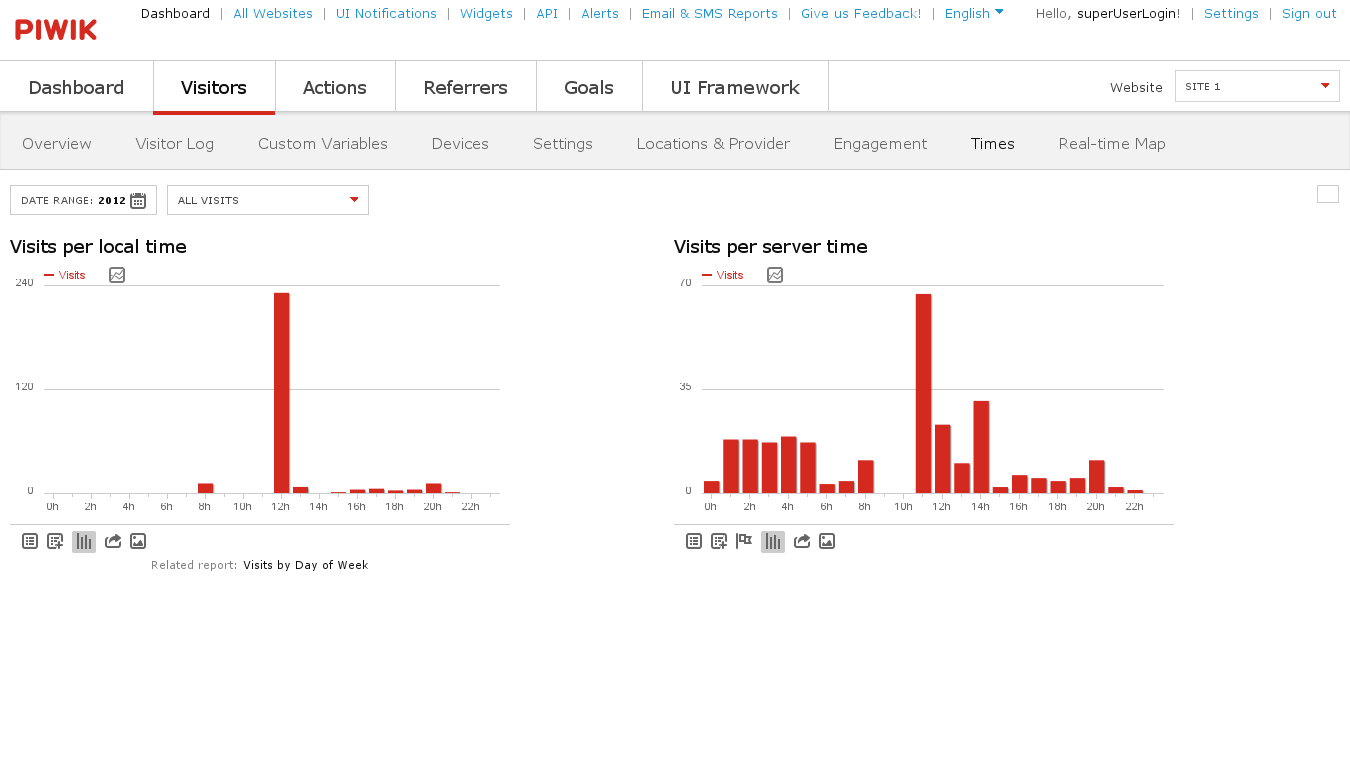 PIWIK
Dashboard | All Websites | UI Notifications | Widgets | API | Alerts | Email & SMS Reports | Give us Feedback! | English
Hello, superUserLogin! | Settings | Sign out
Dashboard Visitors Actions Referrers Goals UI Framework
Website SITE 1
Overview Visitor Log Custom Variables Devices Settings Locations & Provider Engagement Times Real-time Map
DATE RANGE: 2012
ALL VISITS
Visits per local time
Visits
240
120
0
0h 2h 4h 6h 8h 10h 12h 14h 16h 18h 20h 22h
Related report: Visits by Day of Week
Visits per server time
Visits
70
35
0
0h 2h 4h 6h 8h 10h 12h 14h 16h 18h 20h 22h